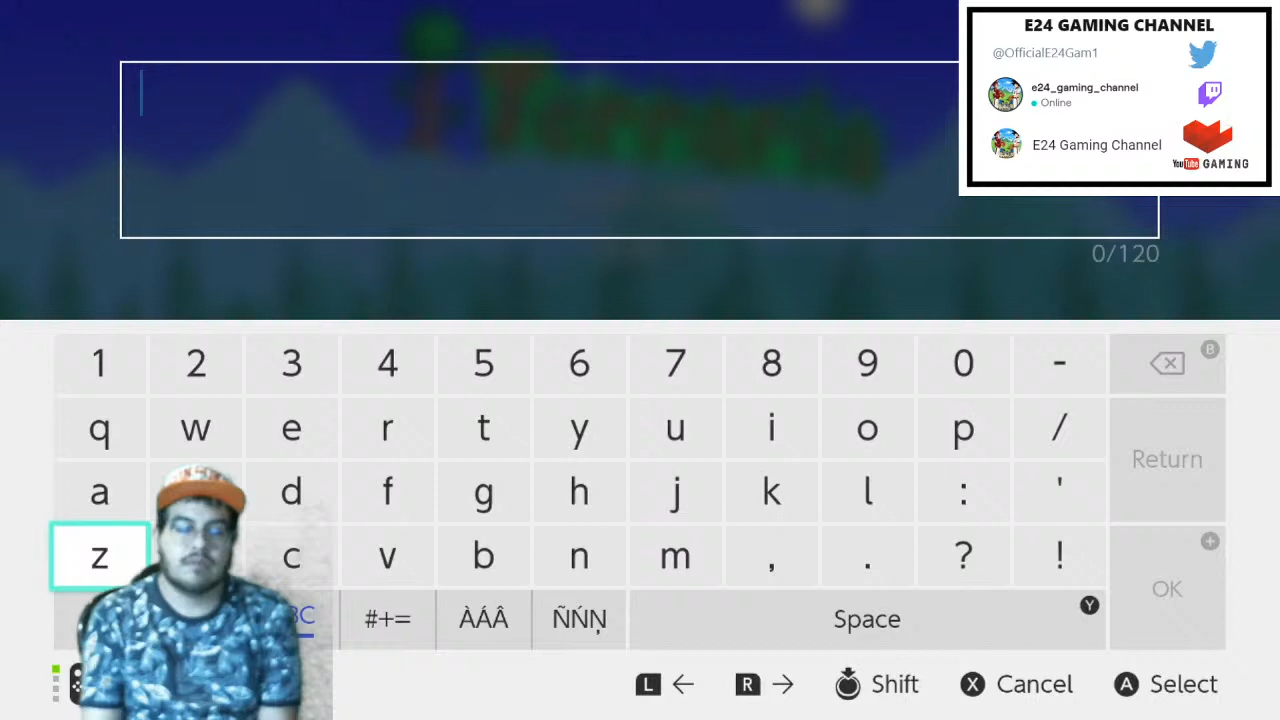 E24 GAMING CHANNEL
@OfficialE24Gam1
e24_gaming_channel
Online
E24 Gaming Channel
YouTube GAMING
Terraria
0/120
1 2 3 4 5 6 7 8 9 0 - B
q w e r t y u i o p /
Return
a d f g h j k l : '
z c v b n m , . ? ! +
OK
#+= ÀÁÂ ÑŃŅ Space Y
L ← R → Shift X Cancel A Select